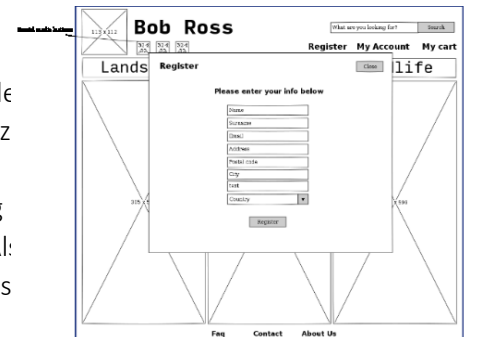 Bob Ross
What are you looking for?
Search
Register My Account My cart
Lands
life
Register
Close
Please enter your info below
Name
Surname
Email
Address
Postal code
City
Country
Register
Faq Contact About Us